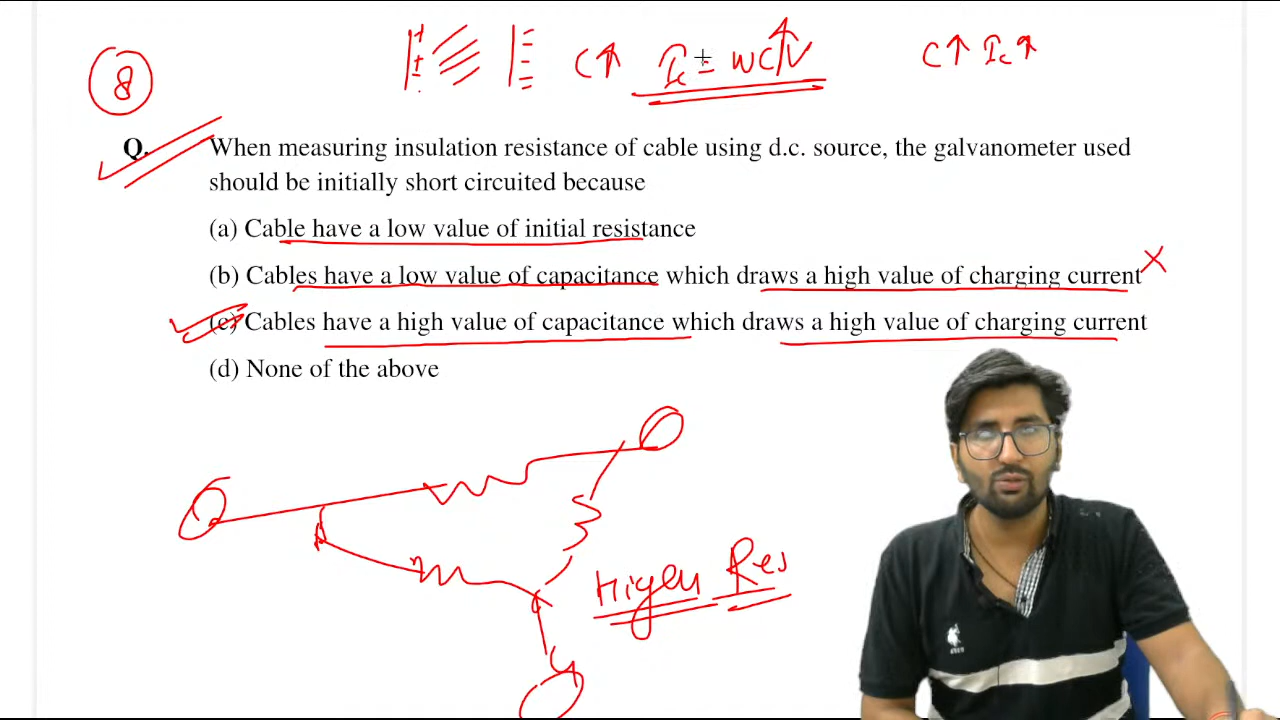 C↑ Ic = WC↑V C↑ Ic↑
8
Q. When measuring insulation resistance of cable using d.c. source, the galvanometer used
should be initially short circuited because
(a) Cable have a low value of initial resistance
(b) Cables have a low value of capacitance which draws a high value of charging current
(c) Cables have a high value of capacitance which draws a high value of charging current
(d) None of the above
Res